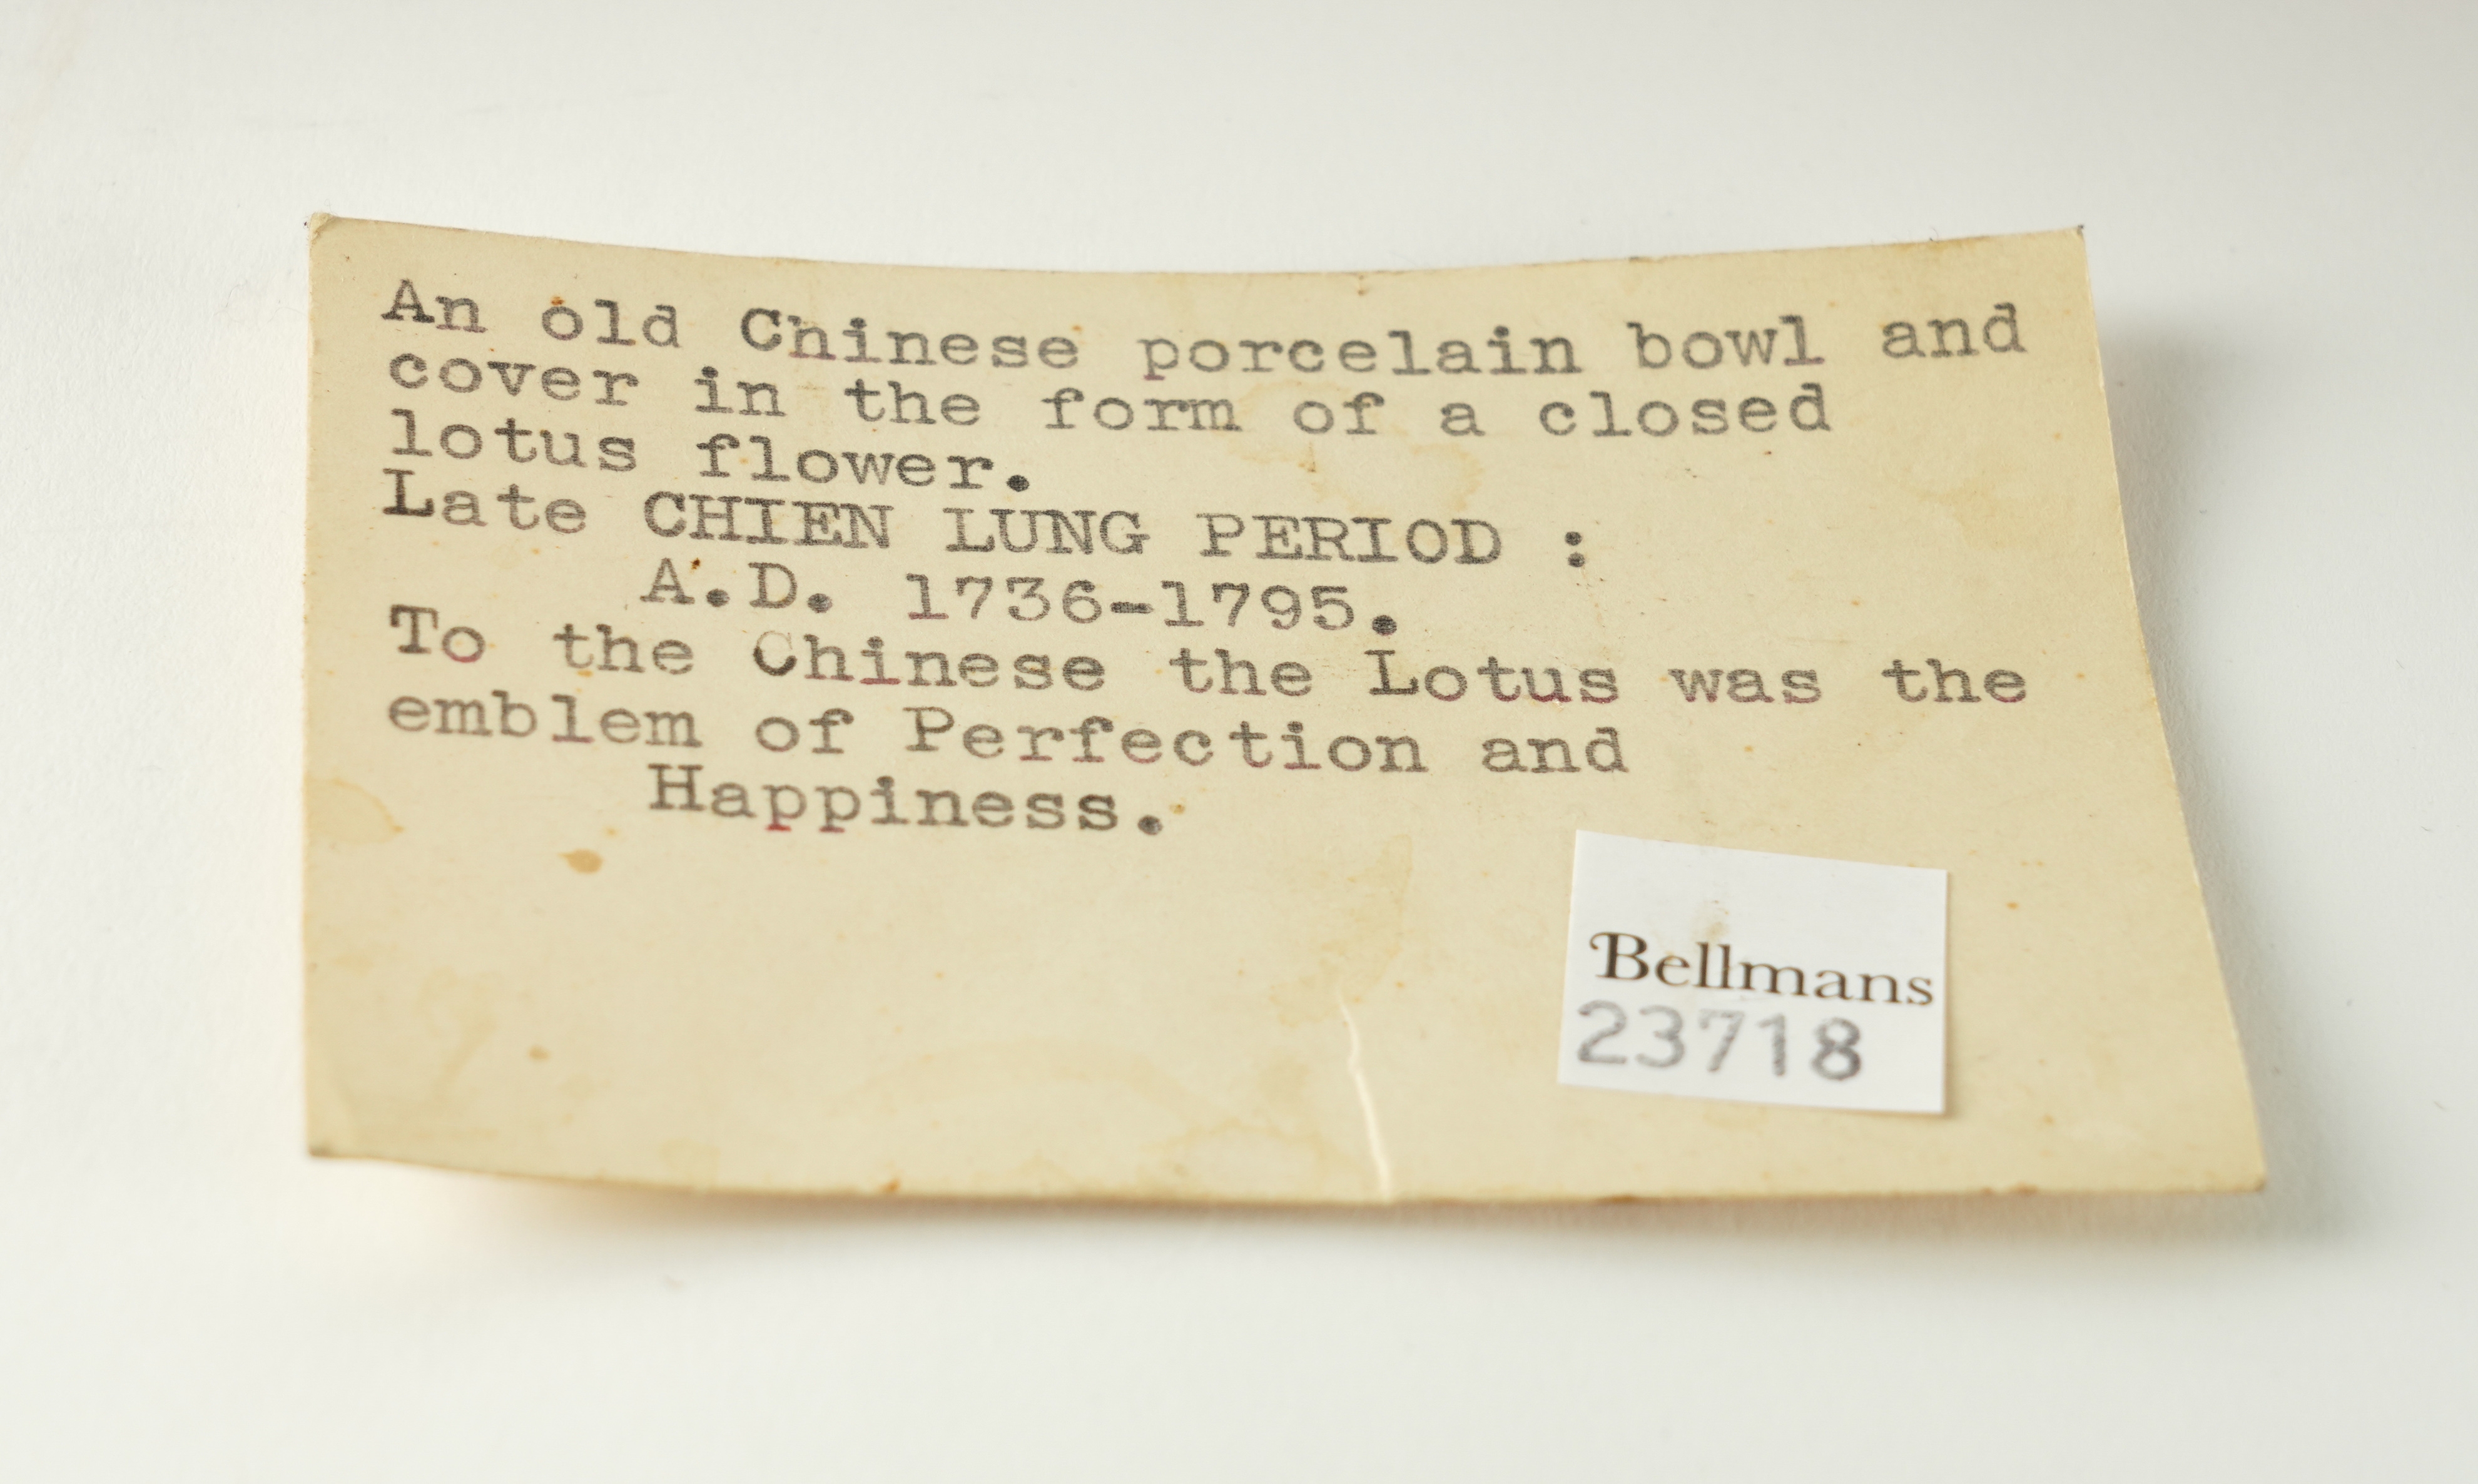 An old Chinese porcelain bowl and
cover in the form of a closed
lotus flower.
Late CHIEN LUNG PERIOD :
A.D. 1736-1795.
To the Chinese the Lotus was the
emblem of Perfection and
Happiness.
Bellmans
23718